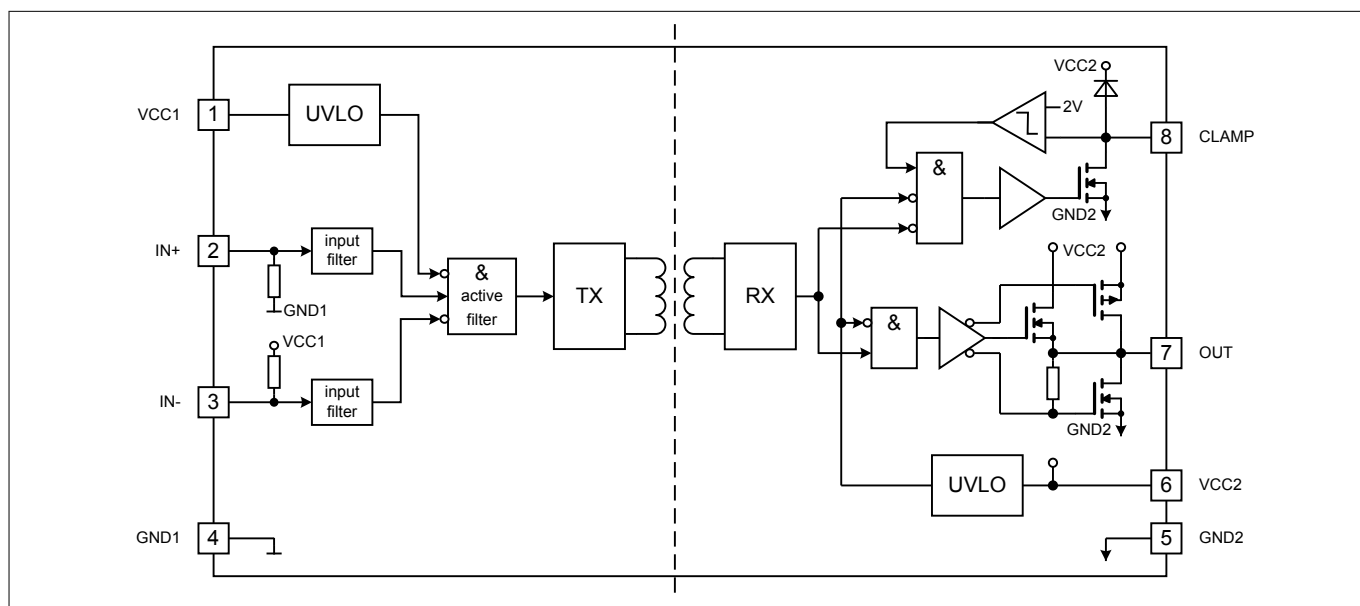 VCC1
1
UVLO
IN+
2
input
filter
GND1
VCC1
IN-
3
input
filter
GND1
4
&
active
filter
TX
RX
VCC2
2V
8
CLAMP
&
GND2
VCC2
&
7
OUT
GND2
UVLO
6
VCC2
5
GND2